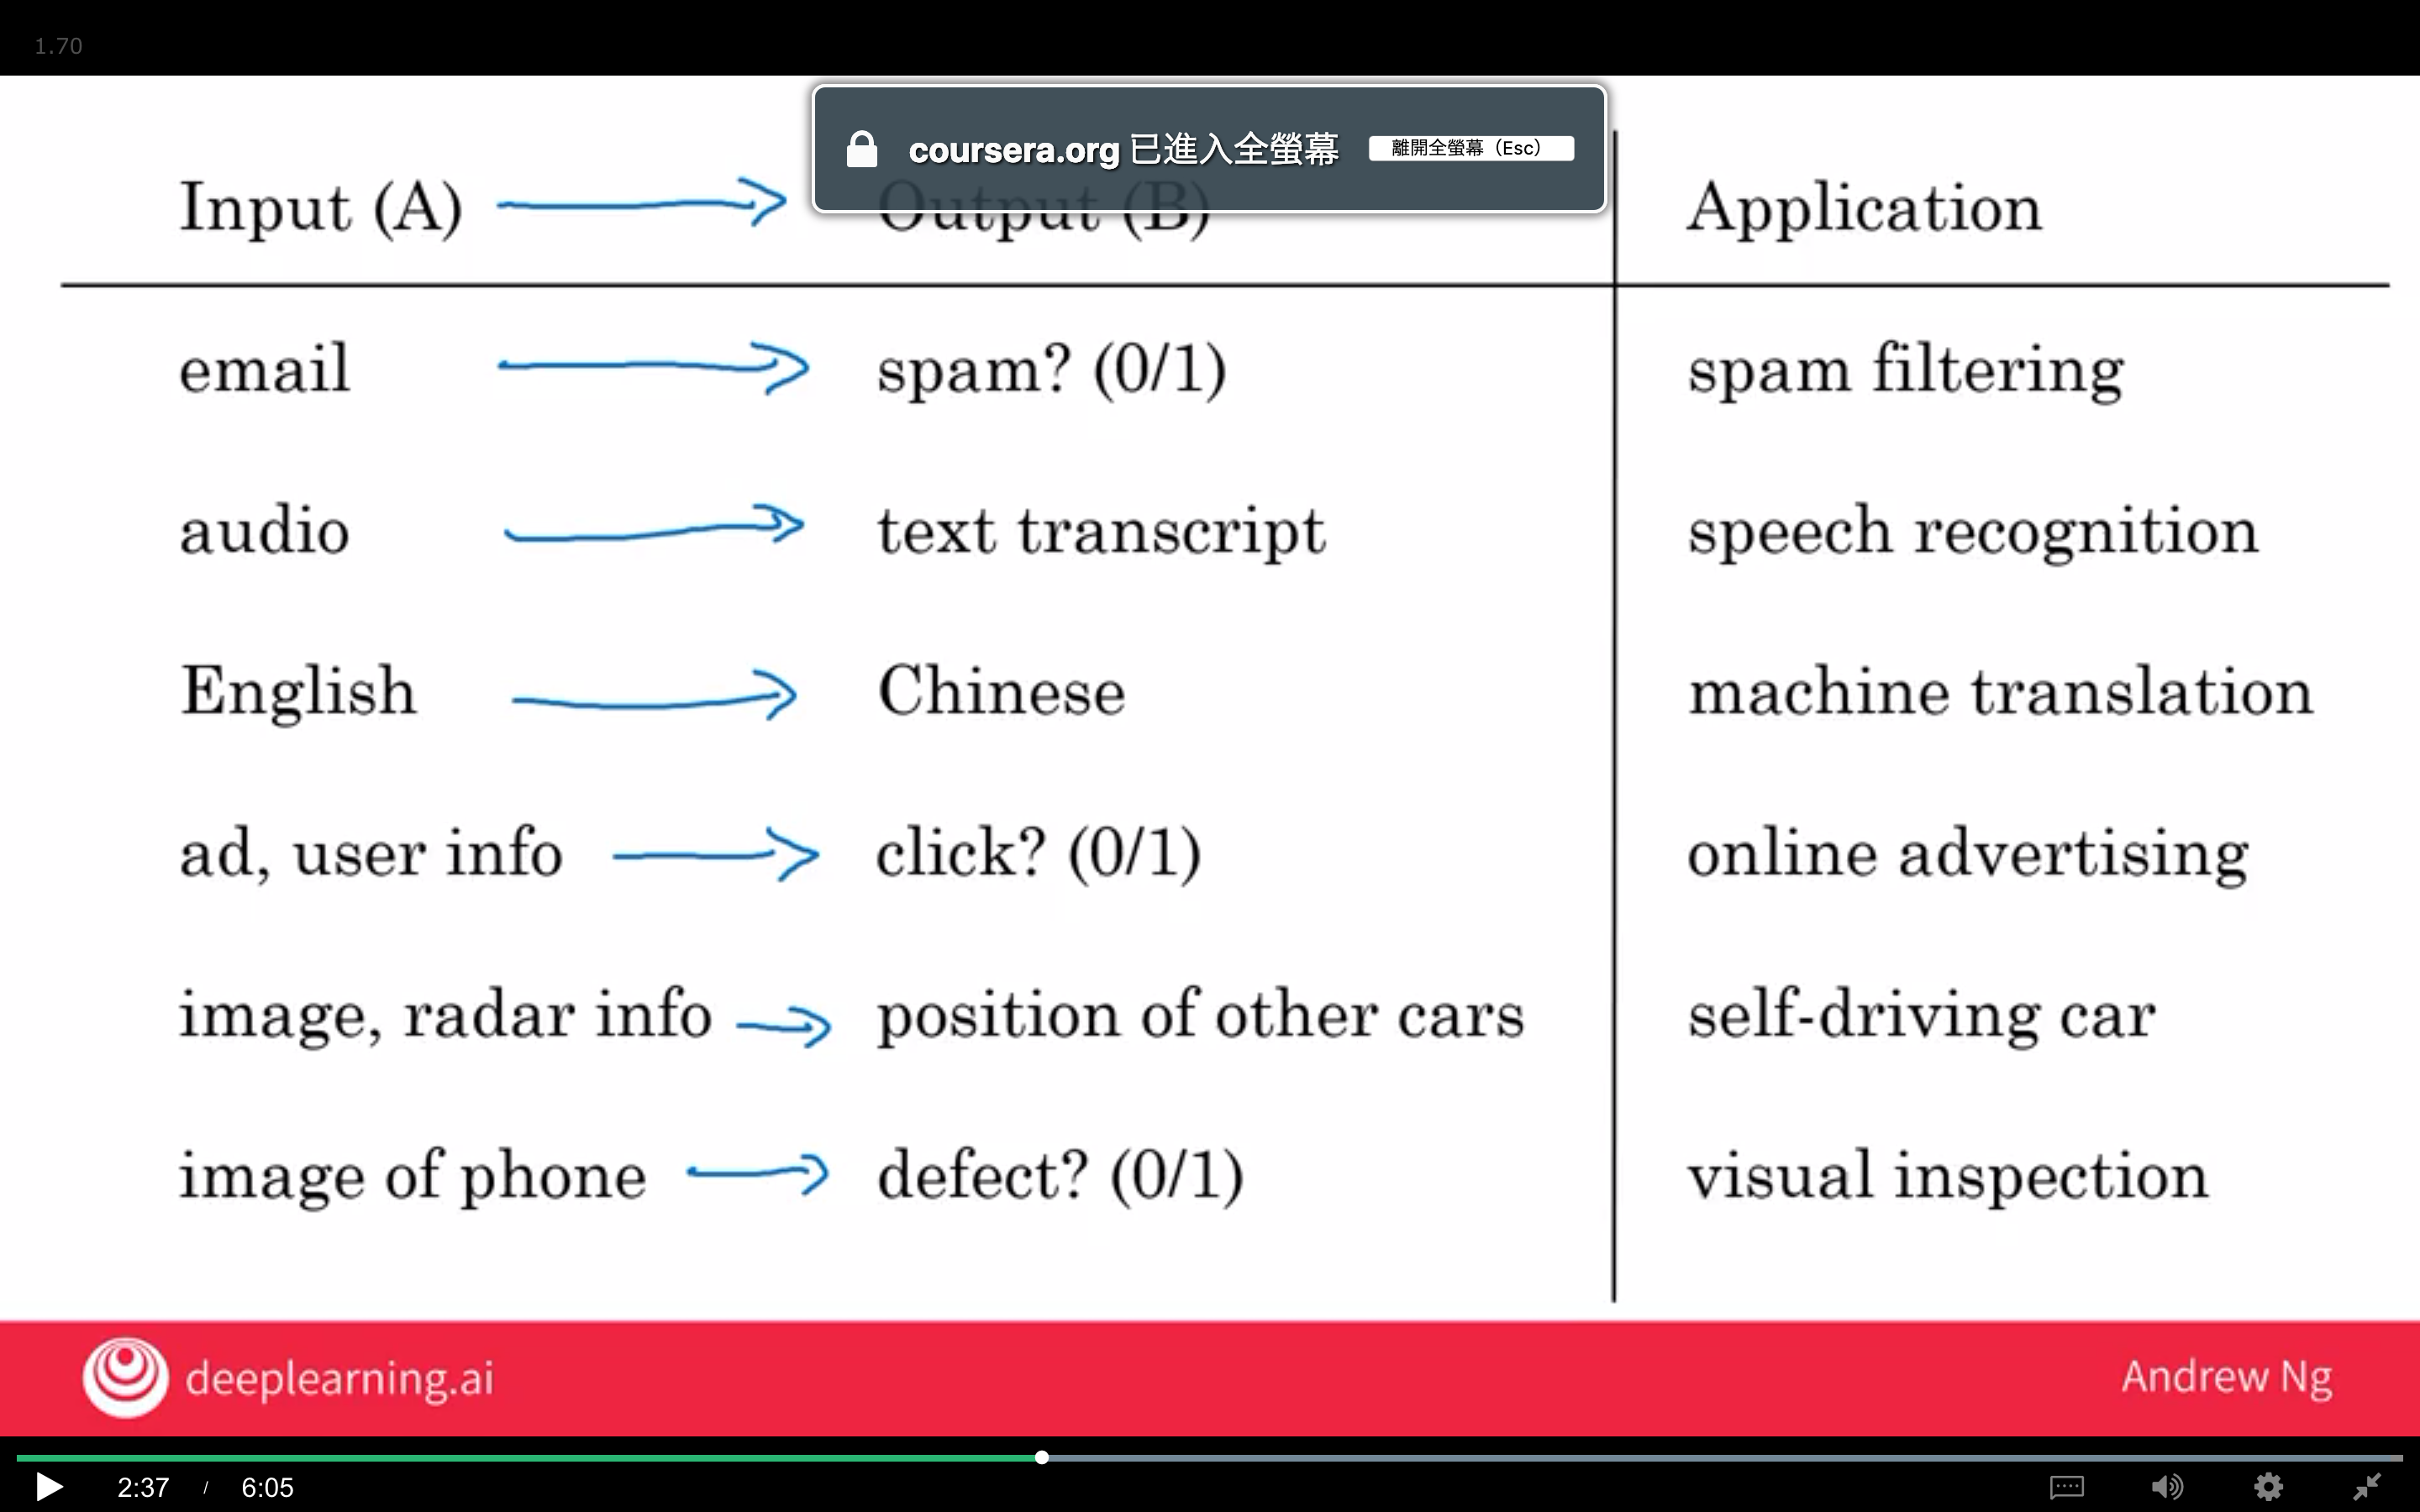 1.70
coursera.org 已進入全螢幕 離開全螢幕（Esc）
Input (A) Output (B) Application
email spam? (0/1) spam filtering
audio text transcript speech recognition
English Chinese machine translation
ad, user info click? (0/1) online advertising
image, radar info position of other cars self-driving car
image of phone defect? (0/1) visual inspection
deeplearning.ai Andrew Ng
2:37 / 6:05